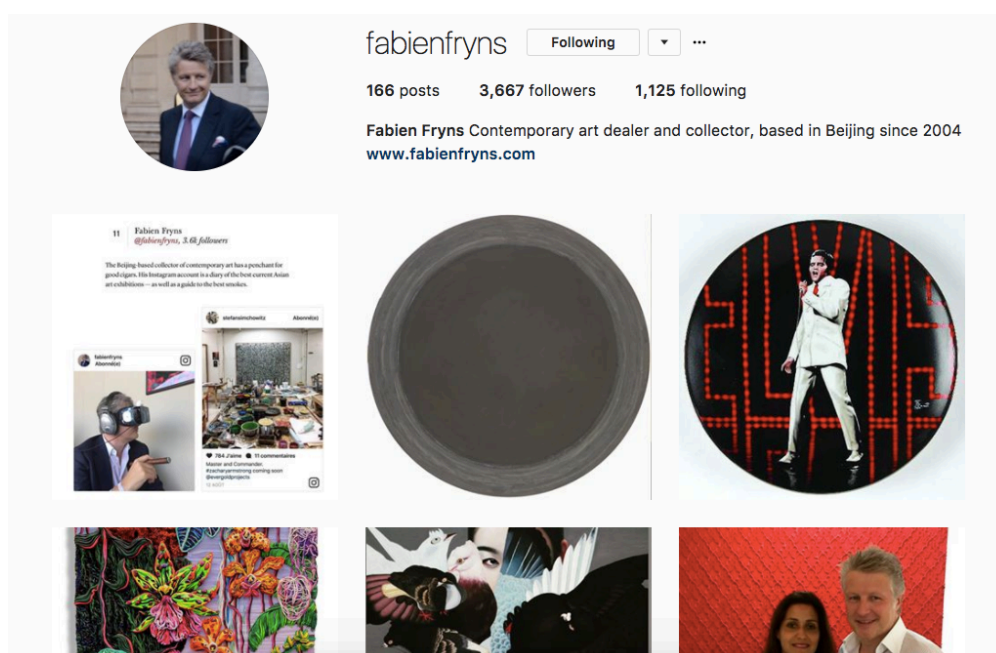 fabienfryns Following
166 posts 3,667 followers 1,125 following
Fabien Fryns Contemporary art dealer and collector, based in Beijing since 2004
www.fabienfryns.com
11 Fabien Fryns
@fabienfryns, 3.6k followers
The Beijing-based collector of contemporary art has a penchant for
good cigars. His Instagram account is a diary of the best current Asian
art exhibitions — as well as a guide to the best smokes.
stefansimchowitz Abonné(e)
fabienfryns
Abonné(e)
764 J'aime 11 commentaires
Master and Commander.
#zacharyarmstrong coming soon
@evergoldprojects